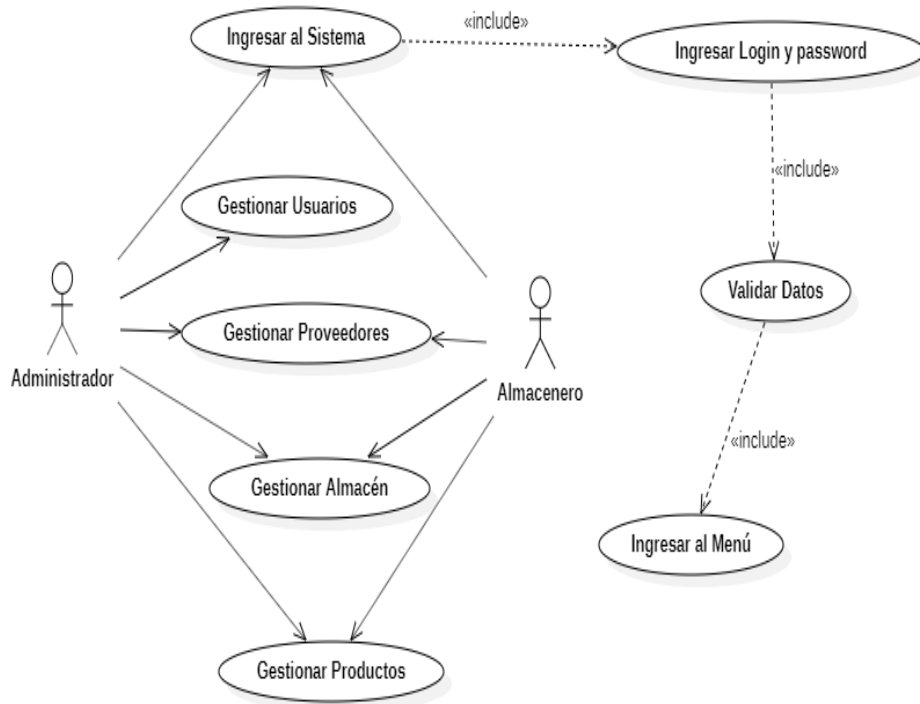 Ingresar al Sistema
«include»
Ingresar Login y password
Gestionar Usuarios
«include»
Validar Datos
Gestionar Proveedores
Administrador
Almacenero
«include»
Gestionar Almacén
Ingresar al Menú
Gestionar Productos